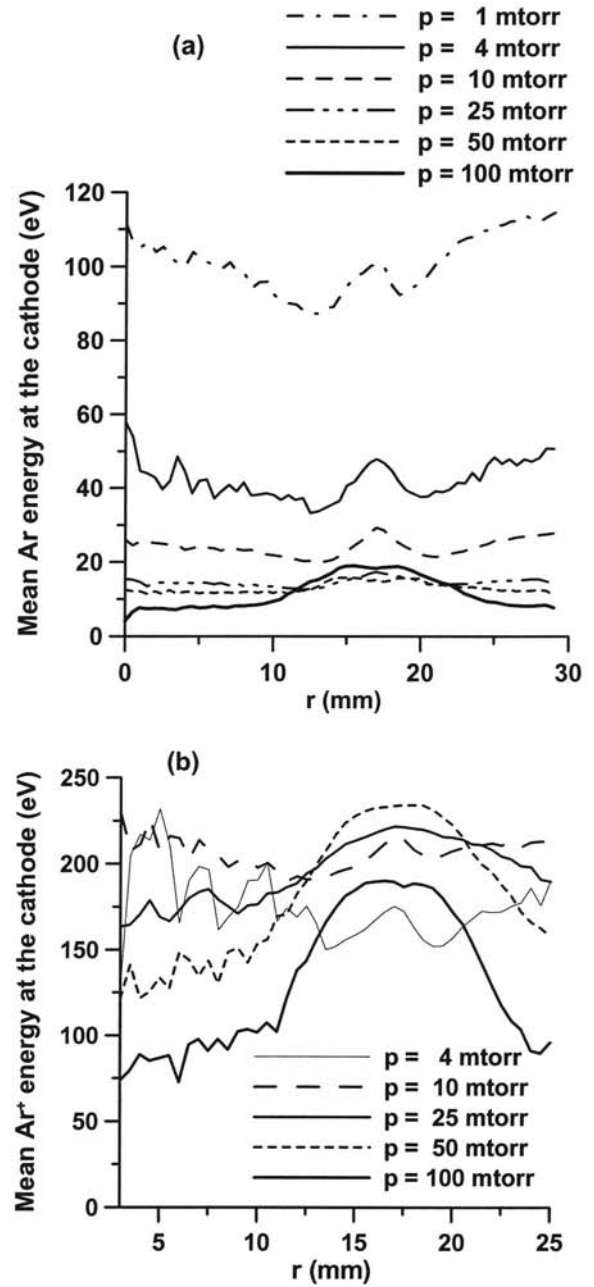 (a)
p = 1 mtorr
p = 4 mtorr
p = 10 mtorr
p = 25 mtorr
p = 50 mtorr
p = 100 mtorr
Mean Ar energy at the cathode (eV)
120
100
80
60
40
20
0
0 10 20 30
r (mm)
(b)
Mean Ar⁺ energy at the cathode (eV)
250
200
150
100
50
0
p = 4 mtorr
p = 10 mtorr
p = 25 mtorr
p = 50 mtorr
p = 100 mtorr
5 10 15 20 25
r (mm)